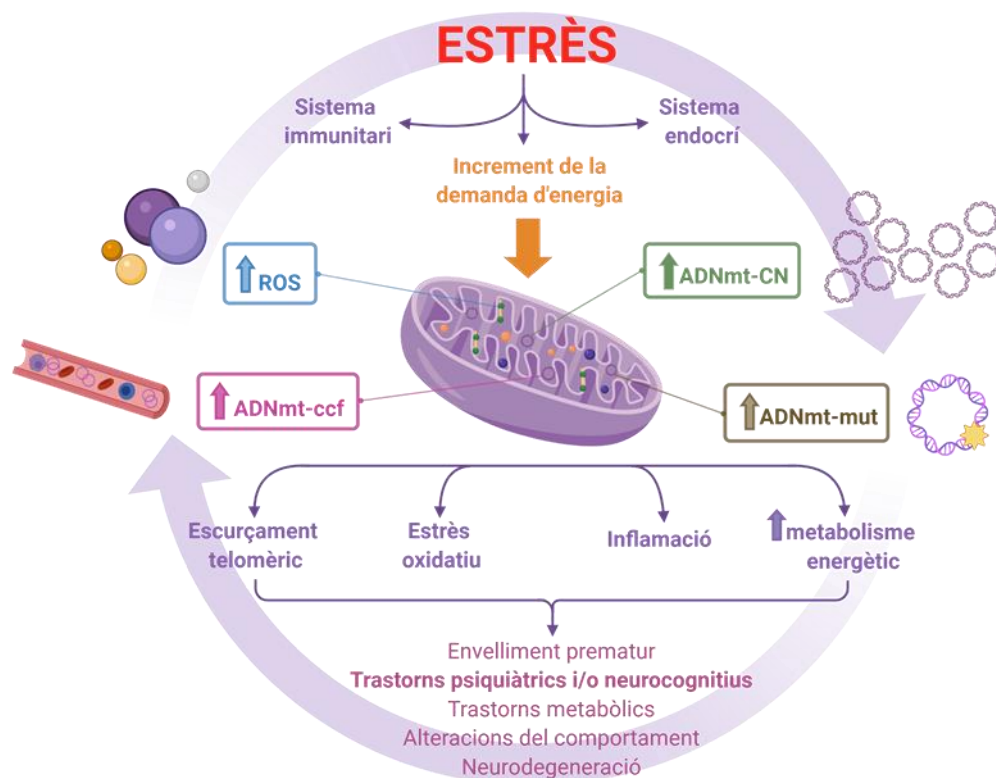 ESTRÈS
Sistema
immunitari
Sistema
endocrí
Increment de la
demanda d'energia
ROS
ADNmt-CN
ADNmt-ccf
ADNmt-mut
Escurçament
telomèric
Estrès
oxidatiu
Inflamació
metabolisme
energètic
Envelliment prematur
Trastorns psiquiàtrics i/o neurocognitius
Trastorns metabòlics
Alteracions del comportament
Neurodegeneració